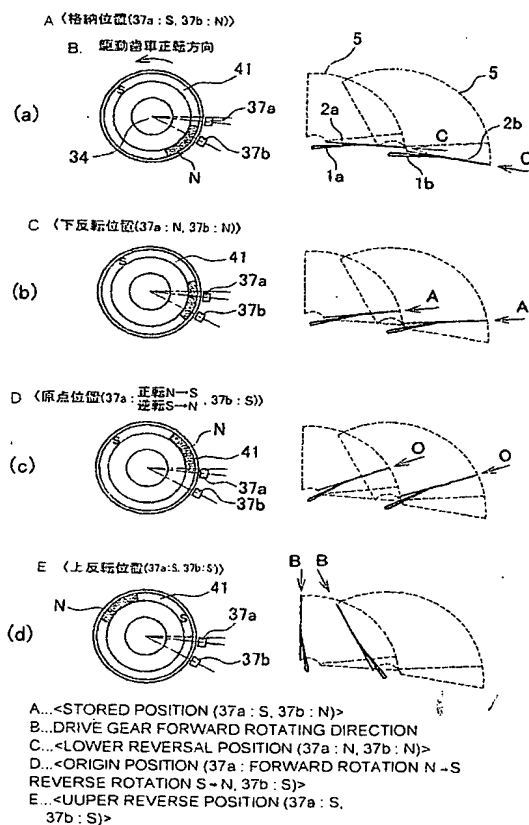 A 〈格納位置(37a : S, 37b : N)〉
B. 駆動歯車正転方向
(a)
S
41
37a
37b
34
N
5
5
2a
C
2b
1a
1b
C
C 〈下反転位置(37a : N, 37b : N)〉
(b)
S
41
37a
37b
A
A
D 〈原点位置(37a : 正転N→S 逆転S→N , 37b : S)〉
(c)
S
N
41
37a
37b
O
O
E 〈上反転位置(37a:S, 37b:S)〉
(d)
N
41
S
37a
37b
B
B
A...<STORED POSITION (37a : S, 37b : N)>
B...DRIVE GEAR FORWARD ROTATING DIRECTION
C...<LOWER REVERSAL POSITION (37a : N, 37b : N)>
D...<ORIGIN POSITION (37a : FORWARD ROTATION N→S
REVERSE ROTATION S→N, 37b : S)>
E...<UUPER REVERSE POSITION (37a : S,
37b : S)>